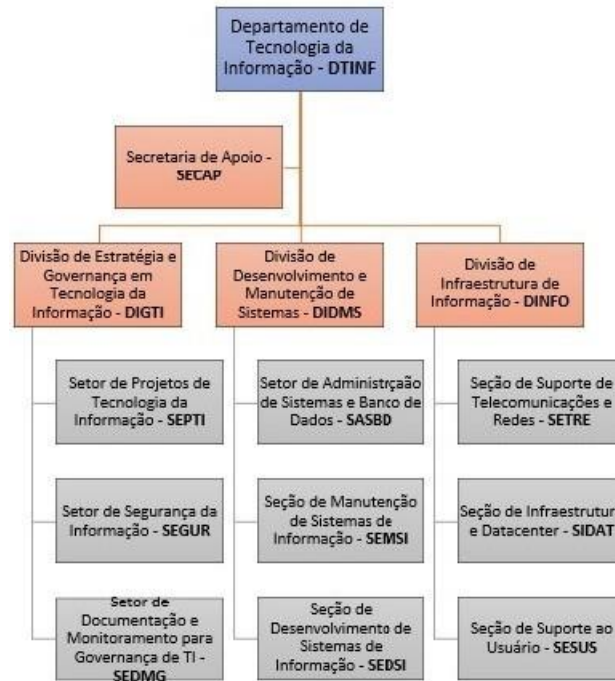 Departamento de
Tecnologia da
Informação - DTINF
Secretaria de Apoio -
SECAP
Divisão de Estratégia e
Governança em
Tecnologia da
Informação - DIGTI
Divisão de
Desenvolvimento e
Manutenção de
Sistemas - DIDMS
Divisão de
Infraestrutura de
Informação - DINFO
Setor de Projetos de
Tecnologia da
Informação - SEPTI
Setor de Administrçaão
de Sistemas e Banco de
Dados - SASBD
Seção de Suporte de
Telecomunicações e
Redes - SETRE
Setor de Segurança da
Informação - SEGUR
Seção de Manutenção
de Sistemas de
Informação - SEMSI
Seção de Infraestrutur
e Datacenter - SIDAT
Setor de
Documentação e
Monitoramento para
Governança de TI -
SEDMG
Seção de
Desenvolvimento de
Sistemas de
Informação - SEDSI
Seção de Suporte ao
Usuário - SESUS